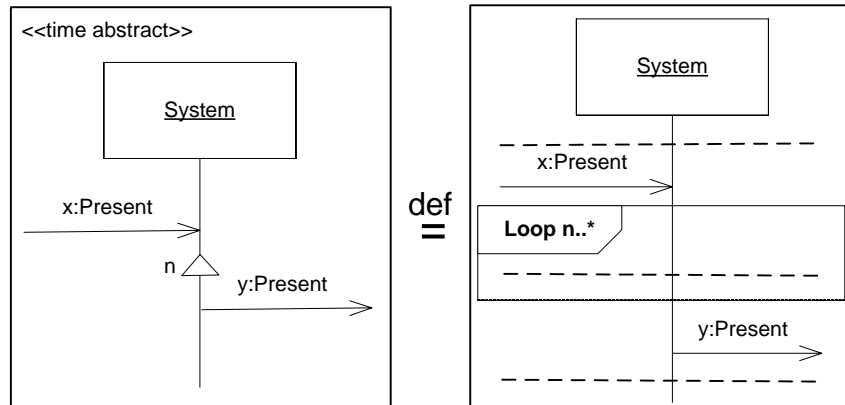 <<time abstract>>
System
x:Present
n
y:Present
def
=
System
x:Present
Loop n..*
y:Present